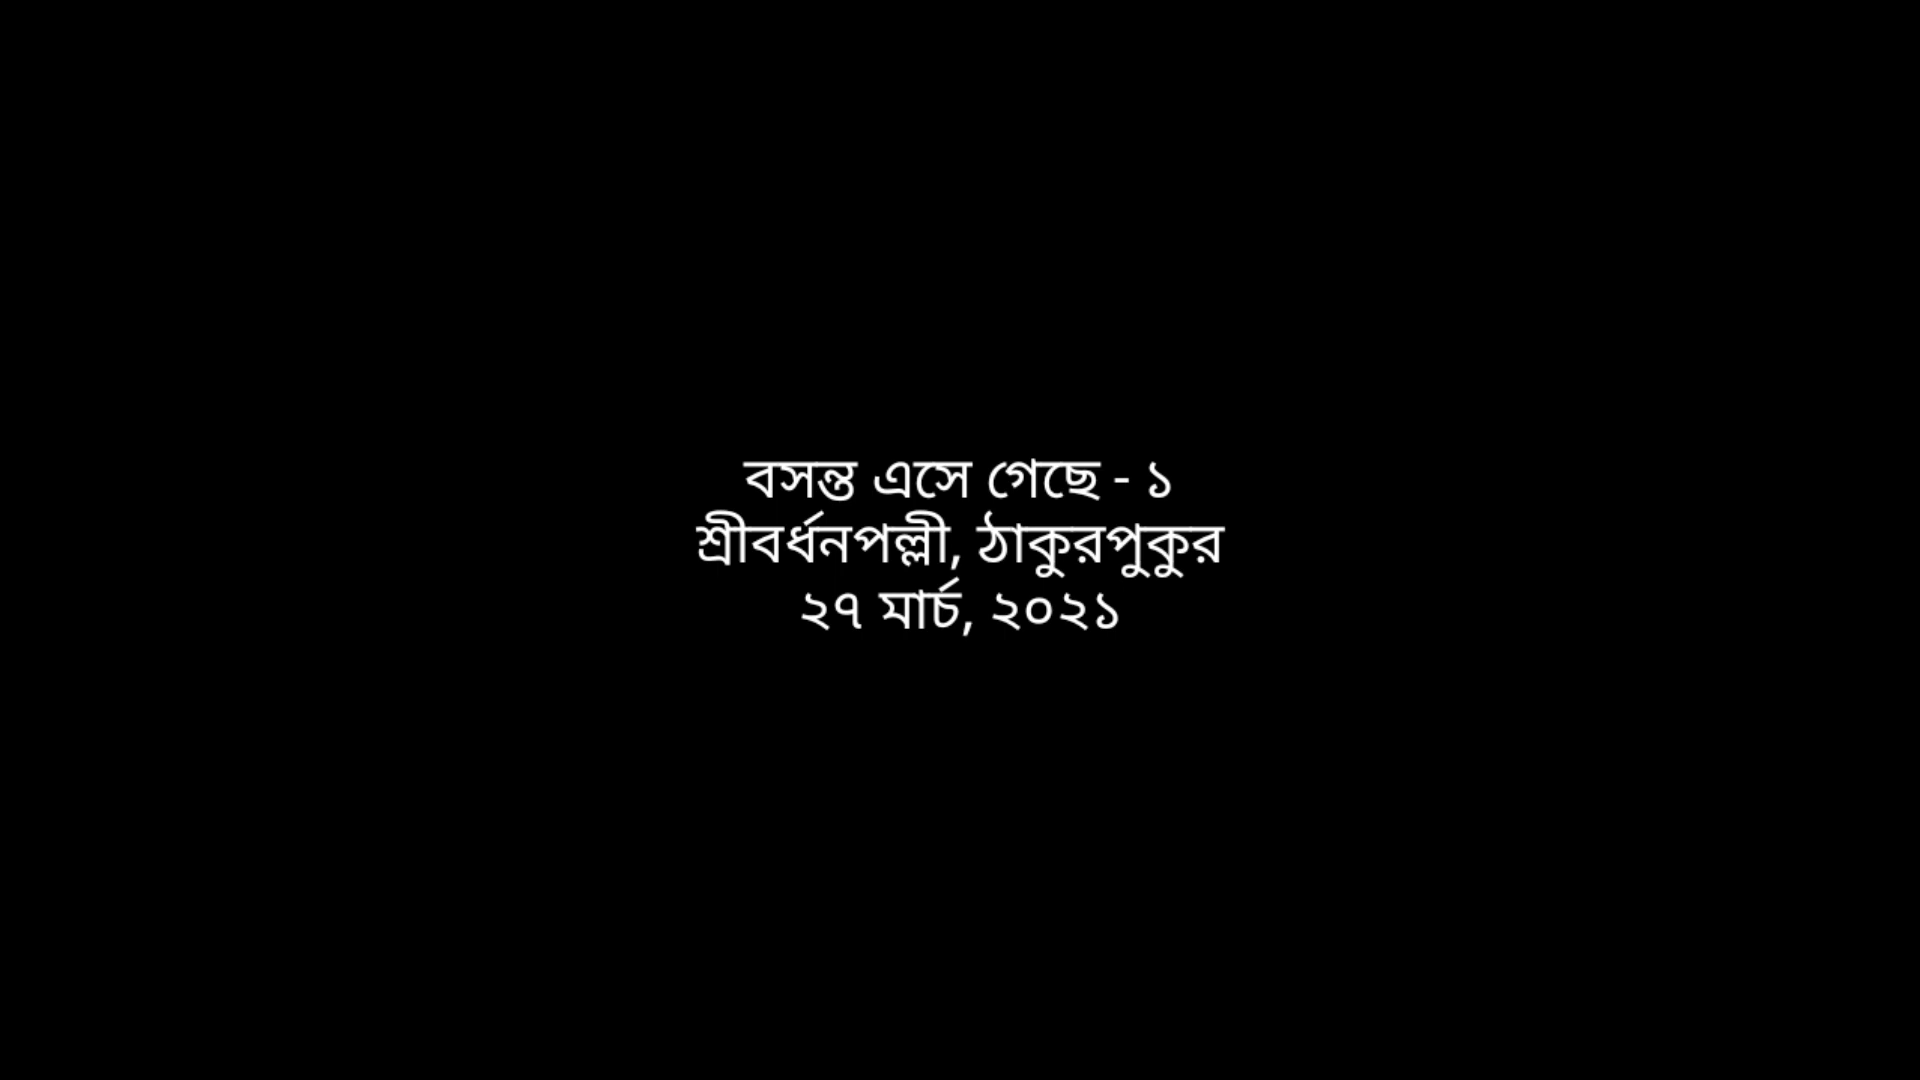 বসন্ত এসে গেছে - ১
শ্রীবর্ধনপল্লী, ঠাকুরপুকুর
২৭ মার্চ, ২০২১